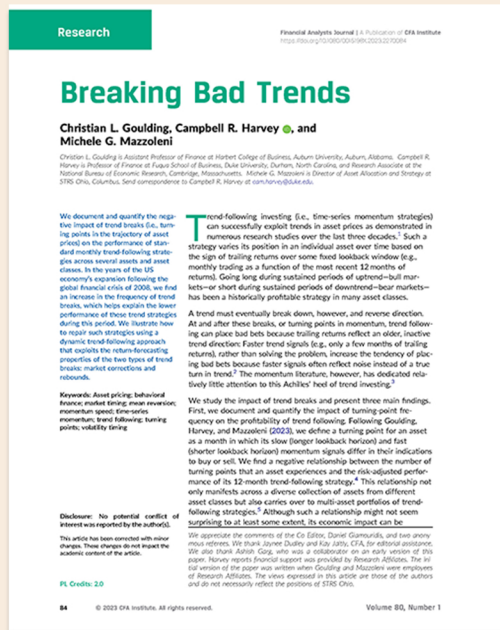 Research
Financial Analysts Journal | A Publication of CFA Institute
Breaking Bad Trends
Christian L. Goulding, Campbell R. Harvey, and
Michele G. Mazzoleni
Christian L. Goulding is Assistant Professor of Finance at Harbert College of Business, Auburn University, Auburn, Alabama. Campbell R.
Harvey is Professor of Finance at Fuqua School of Business, Duke University, Durham, North Carolina, and Research Associate at the
National Bureau of Economic Research, Cambridge, Massachusetts. Michele G. Mazzoleni is Director of Asset Allocation and Strategy at
STRS Ohio, Columbus. Send correspondence to Campbell R. Harvey at cam.harvey@duke.edu.
We document and quantify the nega-
tive impact of trend breaks (i.e., turn-
ing points in the trajectory of asset
prices) on the performance of stan-
dard monthly trend-following strate-
gies across several assets and asset
classes. In the years of the US
economy's expansion following the
global financial crisis of 2008, we find
an increase in the frequency of trend
breaks, which helps explain the lower
performance of these trend strategies
during this period. We illustrate how
to repair such strategies using a
dynamic trend-following approach
that exploits the return-forecasting
properties of the two types of trend
breaks: market corrections and
rebounds.
Keywords: Asset pricing; behavioral
finance; market timing; mean reversion;
momentum speed; time-series
momentum; trend following; turning
points; volatility timing
Disclosure: No potential conflict of
interest was reported by the author(s).
This article has been corrected with minor
changes. These changes do not impact the
academic content of the article.
PL Credits: 2.0
Trend-following investing (i.e., time-series momentum strategies)
can successfully exploit trends in asset prices as demonstrated in
numerous research studies over the last three decades.1 Such a
strategy varies its position in an individual asset over time based on
the sign of trailing returns over some fixed lookback window (e.g.,
monthly trading as a function of the most recent 12 months of
returns). Going long during sustained periods of uptrend—bull mar-
kets—or short during sustained periods of downtrend—bear markets—
has been a historically profitable strategy in many asset classes.
A trend must eventually break down, however, and reverse direction.
At and after these breaks, or turning points in momentum, trend follow-
ing can place bad bets because trailing returns reflect an older, inactive
trend direction: Faster trend signals (e.g., only a few months of trailing
returns), rather than solving the problem, increase the tendency of plac-
ing bad bets because faster signals often reflect noise instead of a true
turn in trend.2 The momentum literature, however, has dedicated rela-
tively little attention to this Achilles' heel of trend investing.3
We study the impact of trend breaks and present three main findings.
First, we document and quantify the impact of turning-point fre-
quency on the profitability of trend following. Following Goulding,
Harvey, and Mazzoleni (2023), we define a turning point for an asset
as a month in which its slow (longer lookback horizon) and fast
(shorter lookback horizon) momentum signals differ in their indications
to buy or sell. We find a negative relationship between the number of
turning points that an asset experiences and the risk-adjusted perfor-
mance of its 12-month trend-following strategy.4 This relationship not
only manifests across a diverse collection of assets from different
asset classes but also carries over to multi-asset portfolios of trend-
following strategies.5 Although such a relationship might not seem
surprising to at least some extent, its economic impact can be
We appreciate the comments of the Co Editor, Daniel Giamouridis, and two anony-
mous referees. We thank Jaynee Dudley and Kay Jaitly, CFA, for editorial assistance.
We also thank Ashish Garg, who was a collaborator on an early version of this
paper. Harvey reports financial support was provided by Research Affiliates. The ini-
tial version of the paper was written when Goulding and Mazzoleni were employees
of Research Affiliates. The views expressed in this article are those of the authors
and do not necessarily reflect the positions of STRS Ohio.
84 © 2023 CFA Institute. All rights reserved. Volume 80, Number 1